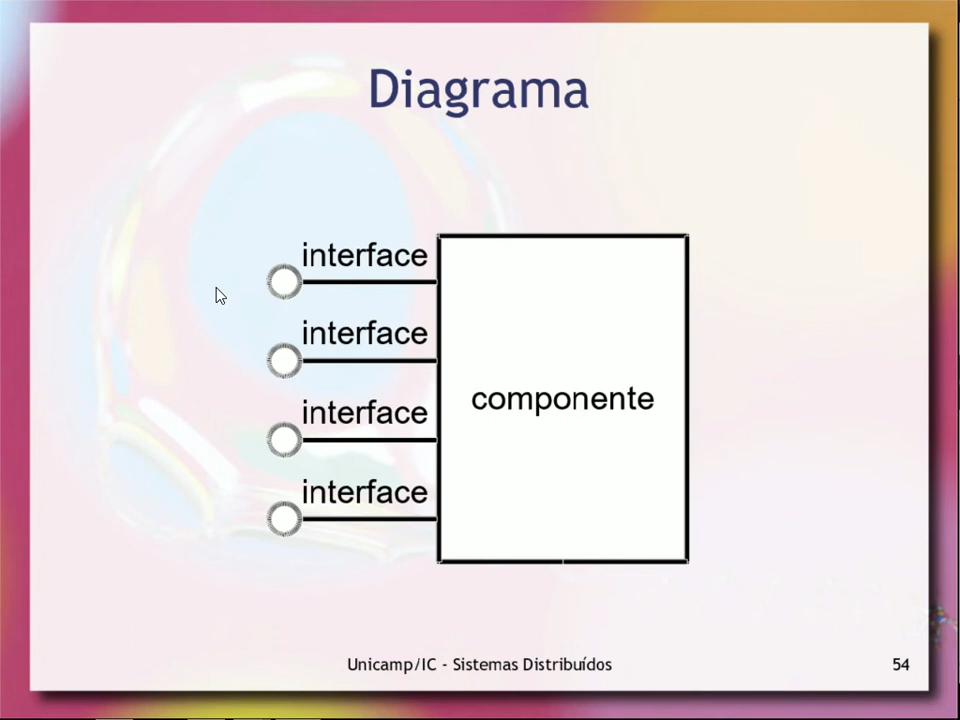 Diagrama
interface
interface
interface
interface
componente
Unicamp/IC - Sistemas Distribuídos
54